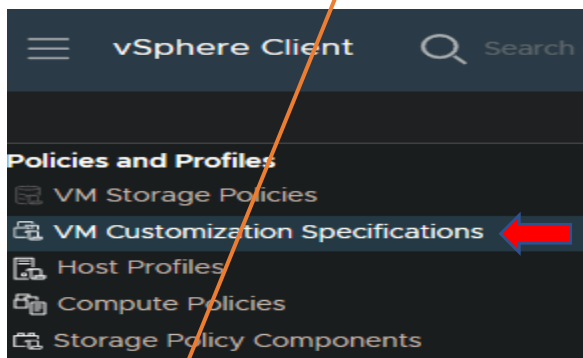 vSphere Client Search
Policies and Profiles
VM Storage Policies
VM Customization Specifications
Host Profiles
Compute Policies
Storage Policy Components